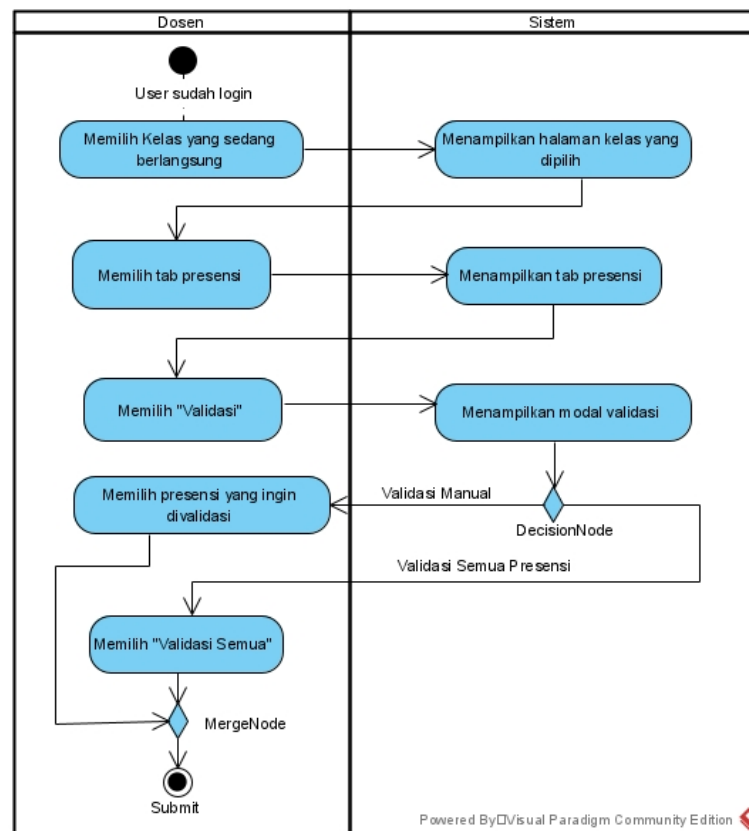 Dosen
Sistem
User sudah login
Memilih Kelas yang sedang
berlangsung
Menampilkan halaman kelas yang
dipilih
Memilih tab presensi
Menampilkan tab presensi
Memilih "Validasi"
Menampilkan modal validasi
Memilih presensi yang ingin
divalidasi
Validasi Manual
DecisionNode
Validasi Semua Presensi
Memilih "Validasi Semua"
MergeNode
Submit
Powered By□Visual Paradigm Community Edition